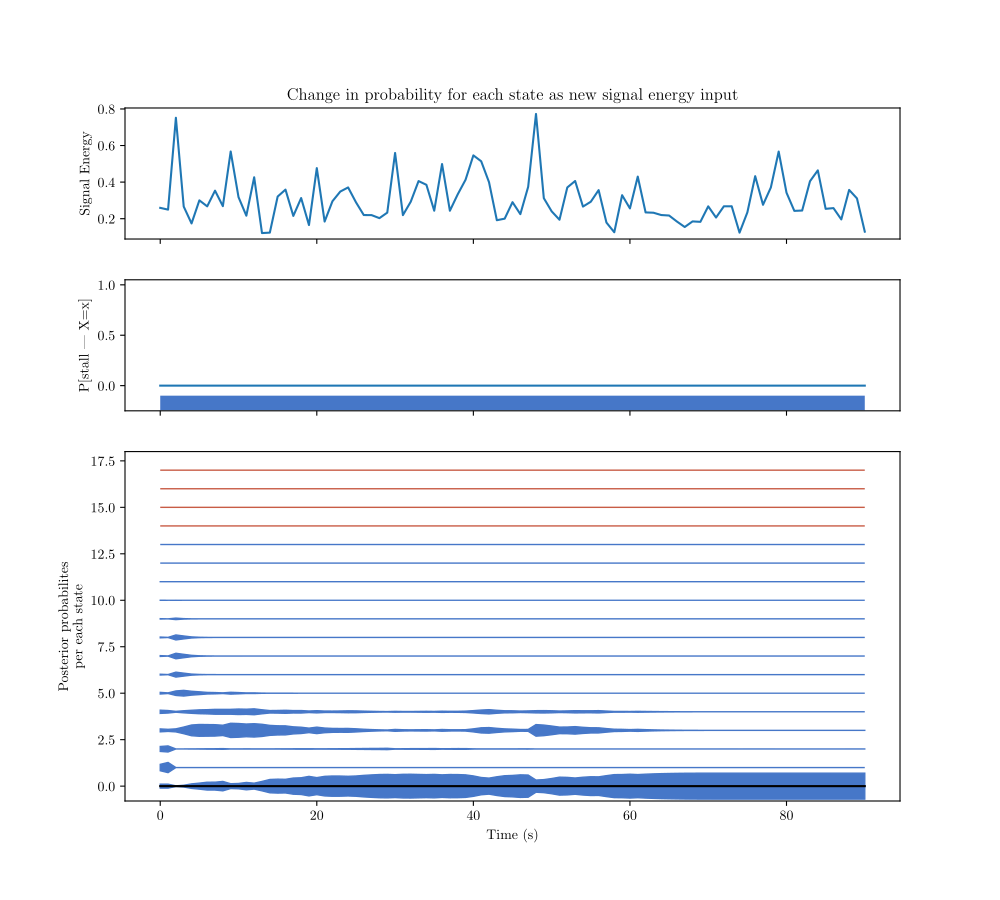 Change in probability for each state as new signal energy input
0.8
0.6
0.4
0.2
Signal Energy
1.0
0.5
0.0
P[stall — X=x]
17.5
15.0
12.5
10.0
7.5
5.0
2.5
0.0
Posterior probabilites
per each state
0 20 40 60 80
Time (s)